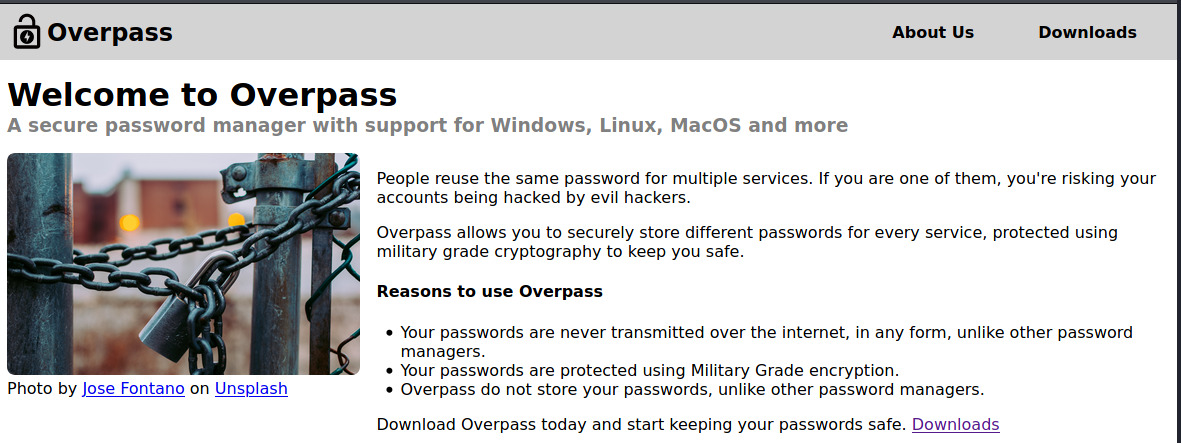 Overpass
About Us
Downloads
Welcome to Overpass
A secure password manager with support for Windows, Linux, MacOS and more
People reuse the same password for multiple services. If you are one of them, you're risking your
accounts being hacked by evil hackers.
Overpass allows you to securely store different passwords for every service, protected using
military grade cryptography to keep you safe.
Reasons to use Overpass
• Your passwords are never transmitted over the internet, in any form, unlike other password
managers.
• Your passwords are protected using Military Grade encryption.
• Overpass do not store your passwords, unlike other password managers.
Download Overpass today and start keeping your passwords safe. Downloads
Photo by Jose Fontano on Unsplash